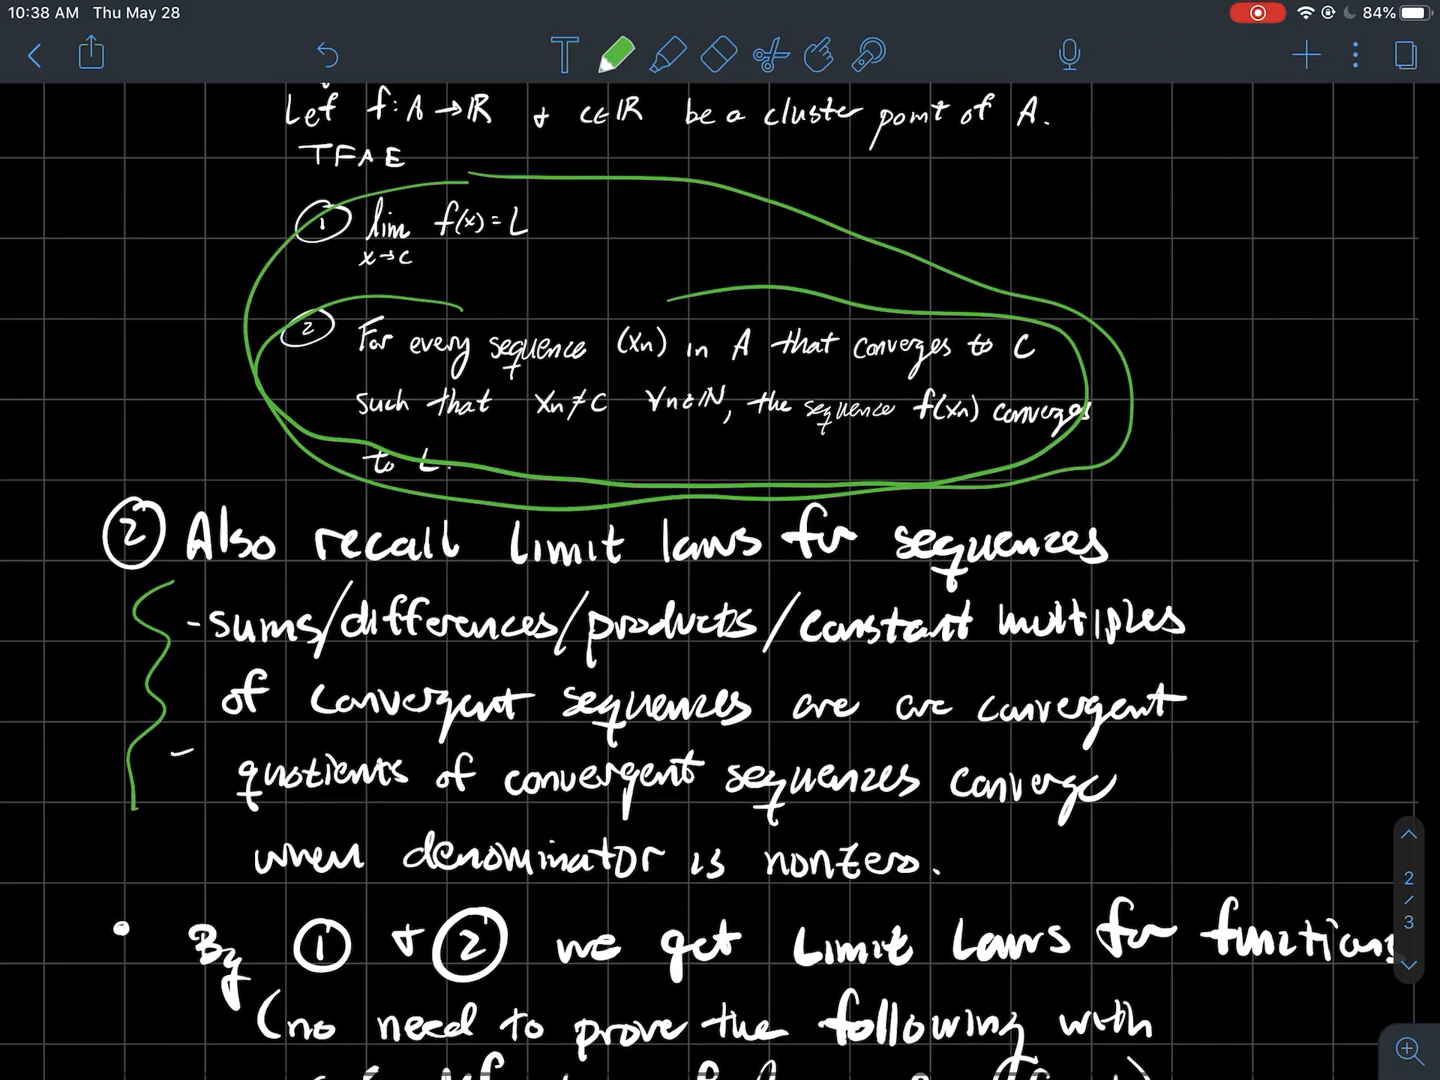 10:38 AM Thu May 28
84%
Let f: A → ℝ & c∈ℝ be a cluster point of A.
TFAE
① lim f(x) = L
x→c
② For every sequence (xn) in A that converges to C
such that xn ≠ C ∀n∈ℕ, the sequence f(xn) converges
to L.
② Also recall limit laws for sequences
- sums/differences/products/constant multiples
of convergent sequences are are convergent
- quotients of convergent sequences converge
when denominator is nonzero.
• By ① + ② we get Limit Laws for functions
(no need to prove the following with
2
/
3